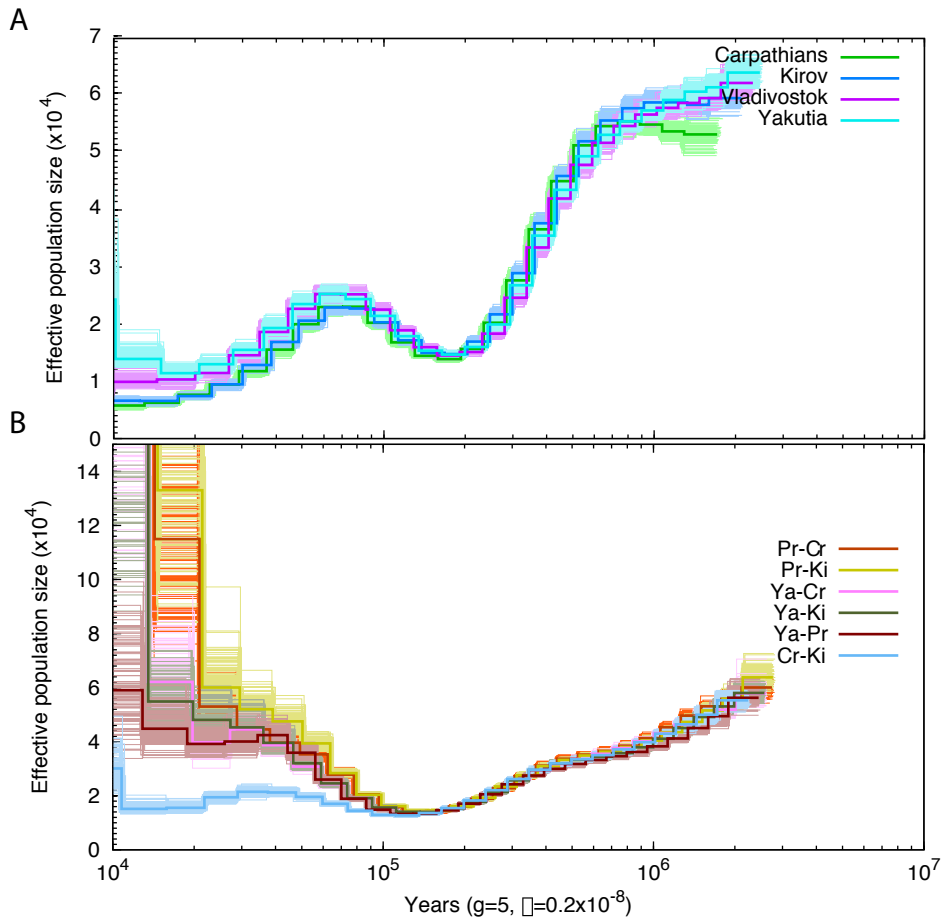 A
7
6
5
4
3
2
1
0
Effective population size (x10 4)
Carpathians
Kirov
Vladivostok
Yakutia
B
14
12
10
8
6
4
2
0
Effective population size (x10⁴)
Pr-Cr
Pr-Ki
Ya-Cr
Ya-Ki
Ya-Pr
Cr-Ki
10⁴ 10⁵ 10⁶ 10⁷
Years (g=5, □=0.2x10⁻⁸)